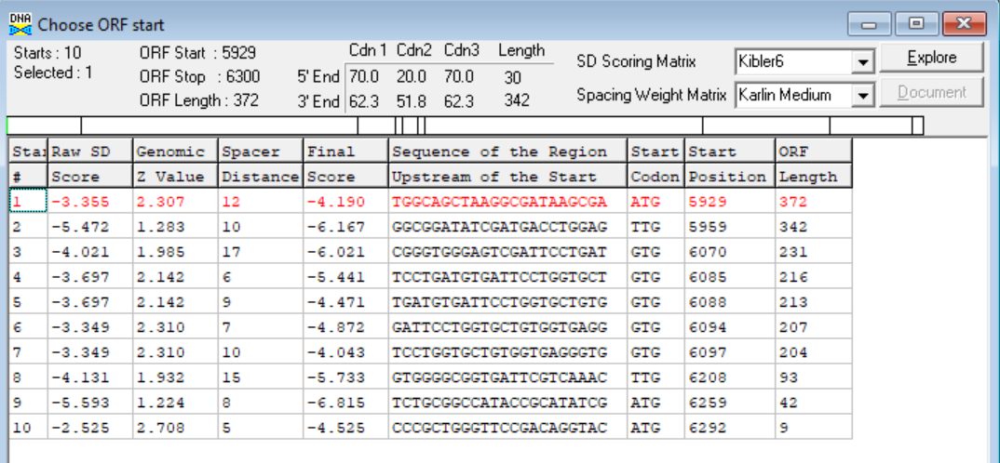 DNA Choose ORF start
Starts : 10 ORF Start : 5929 Cdn 1 Cdn2 Cdn3 Length SD Scoring Matrix Kibler6 Explore
Selected : 1 ORF Stop : 6300 5' End 70.0 20.0 70.0 30 Spacing Weight Matrix Karlin Medium Document
ORF Length : 372 3' End 62.3 51.8 62.3 342
Star Raw SD Genomic Spacer Final Sequence of the Region Start Start ORF
# Score Z Value Distance Score Upstream of the Start Codon Position Length
1 -3.355 2.307 12 -4.190 TGGCAGCTAAGGCGATAAGCGA ATG 5929 372
2 -5.472 1.283 10 -6.167 GGCGGATATCGATGACCTGGAG TTG 5959 342
3 -4.021 1.985 17 -6.021 CGGGTGGGAGTCGATTCCTGAT GTG 6070 231
4 -3.697 2.142 6 -5.441 TCCTGATGTGATTCCTGGTGCT GTG 6085 216
5 -3.697 2.142 9 -4.471 TGATGTGATTCCTGGTGCTGTG GTG 6088 213
6 -3.349 2.310 7 -4.872 GATTCCTGGTGCTGTGGTGAGG GTG 6094 207
7 -3.349 2.310 10 -4.043 TCCTGGTGCTGTGGTGAGGGTG GTG 6097 204
8 -4.131 1.932 15 -5.733 GTGGGGCGGTGATTCGTCAAAC TTG 6208 93
9 -5.593 1.224 8 -6.815 TCTGCGGCCATACCGCATATCG ATG 6259 42
10 -2.525 2.708 5 -4.525 CCCGCTGGGTTCCGACAGGTAC ATG 6292 9